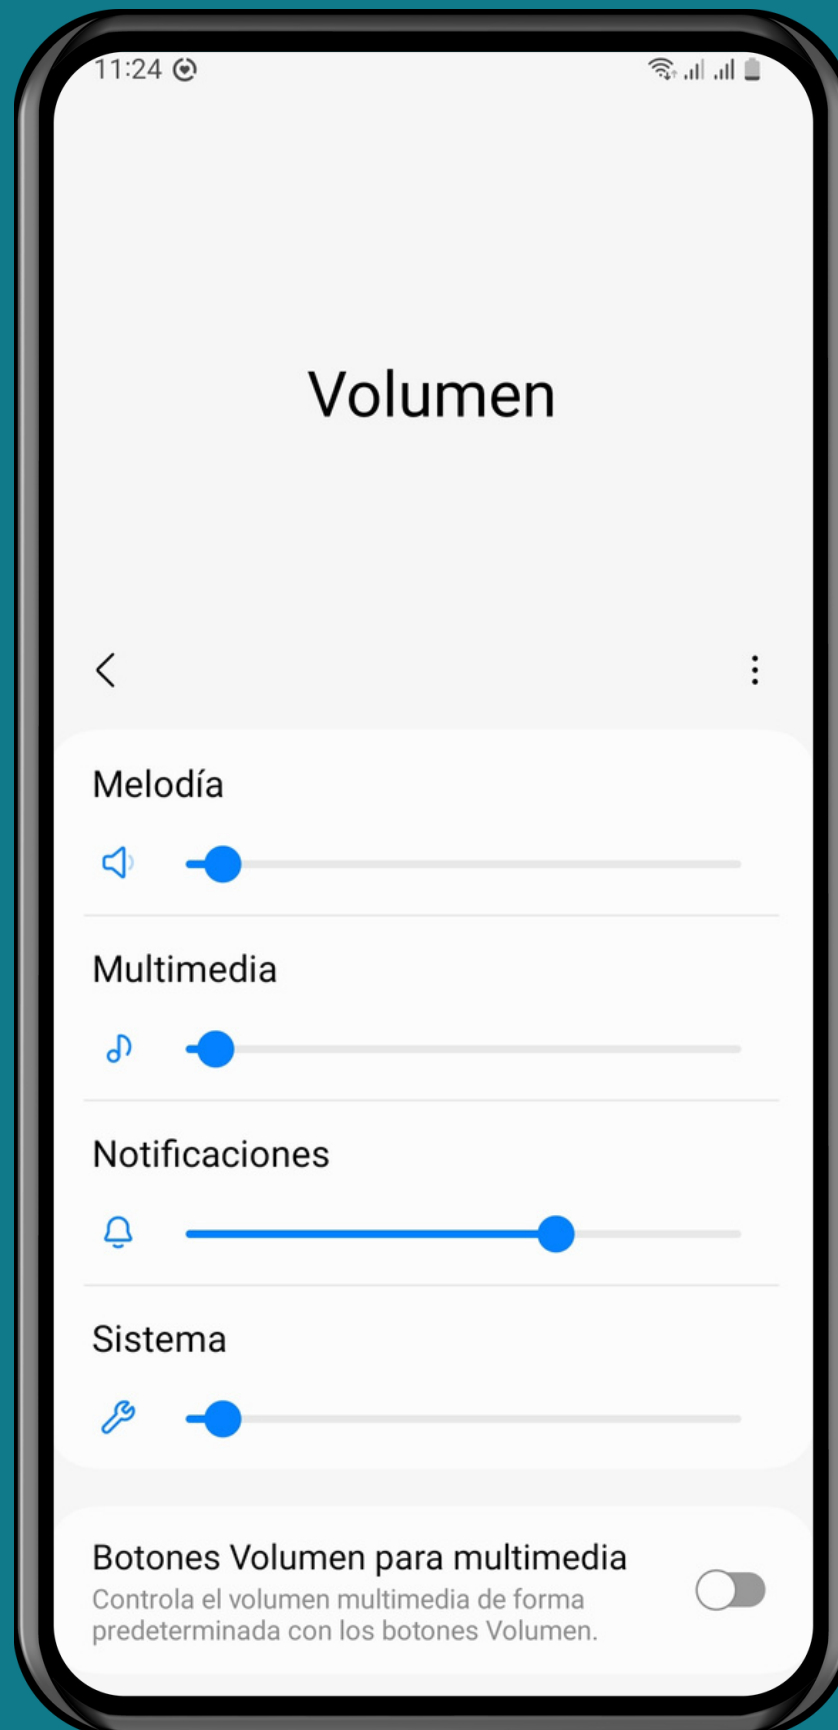 11:24
Volumen
Melodía
Multimedia
Notificaciones
Sistema
Botones Volumen para multimedia
Controla el volumen multimedia de forma
predeterminada con los botones Volumen.